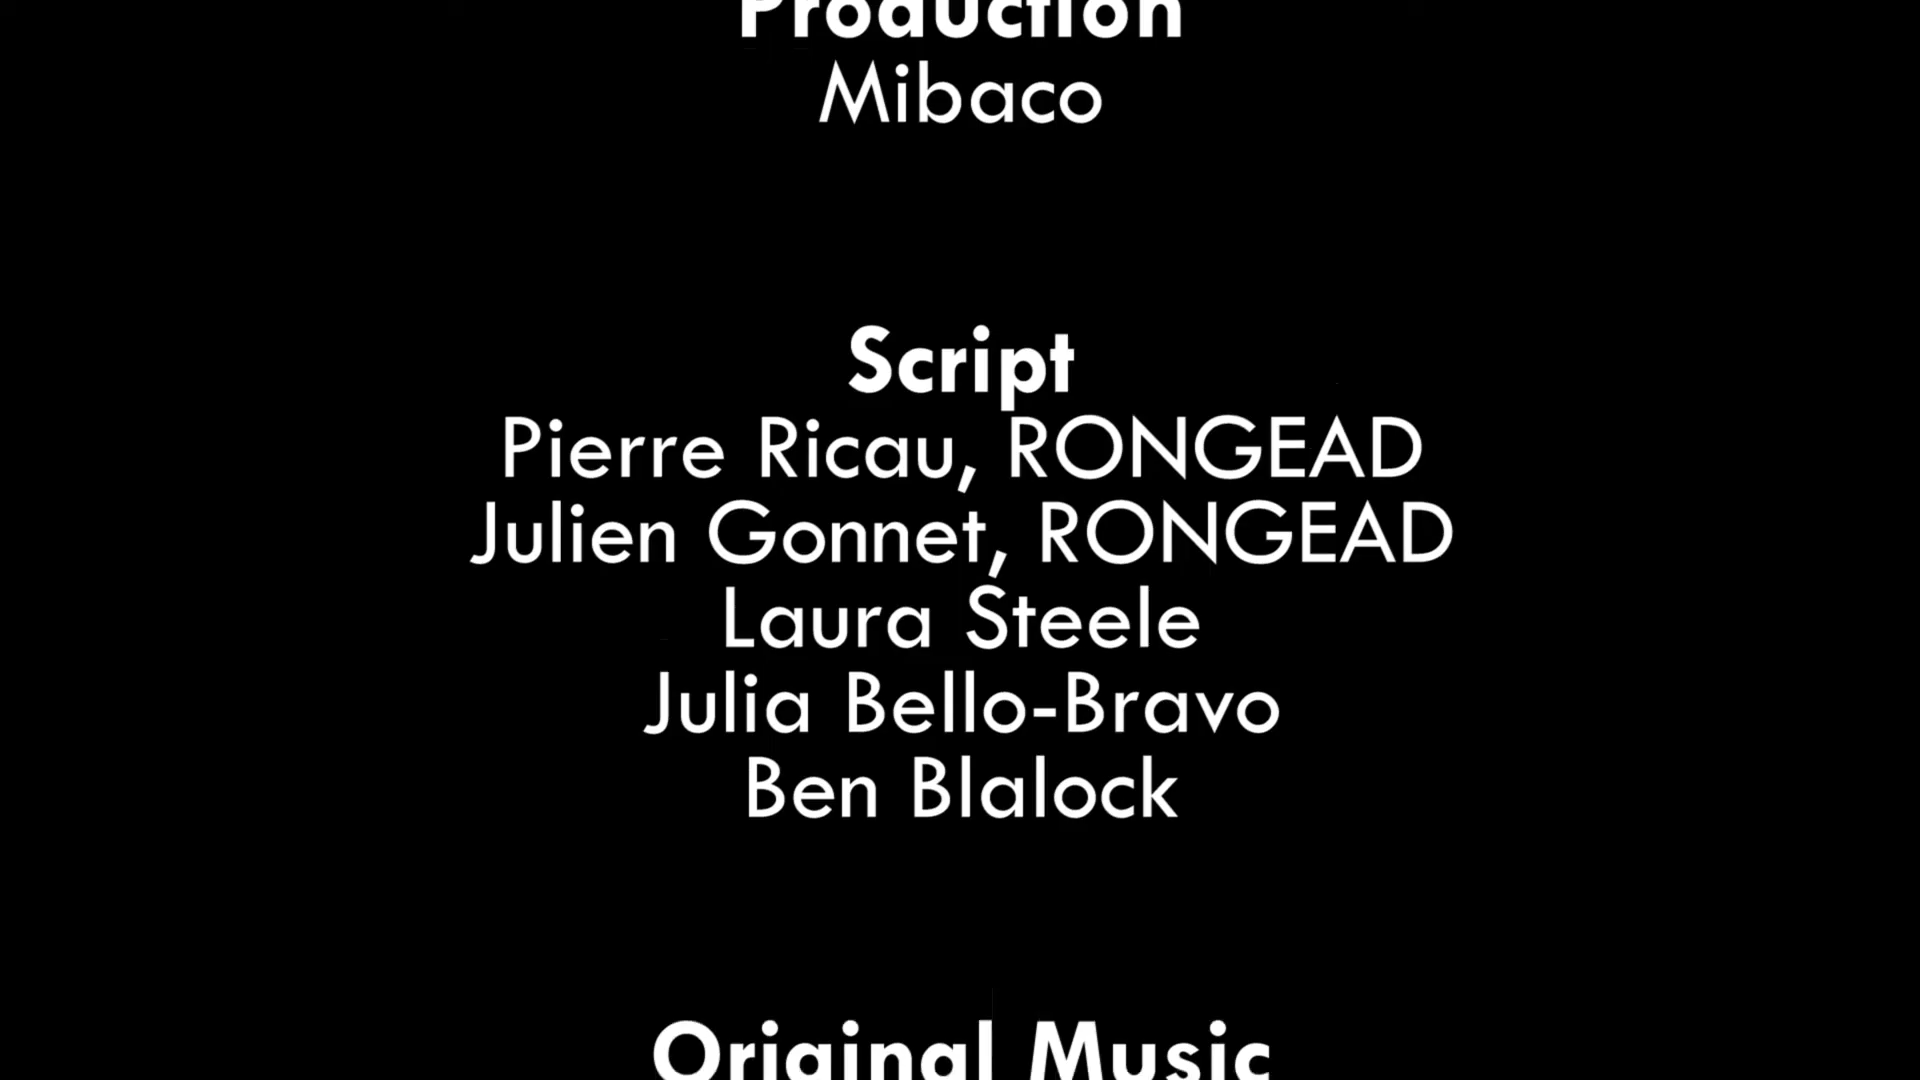 Production
Mibaco
Script
Pierre Ricau, RONGEAD
Julien Gonnet, RONGEAD
Laura Steele
Julia Bello-Bravo
Ben Blalock
Original Music